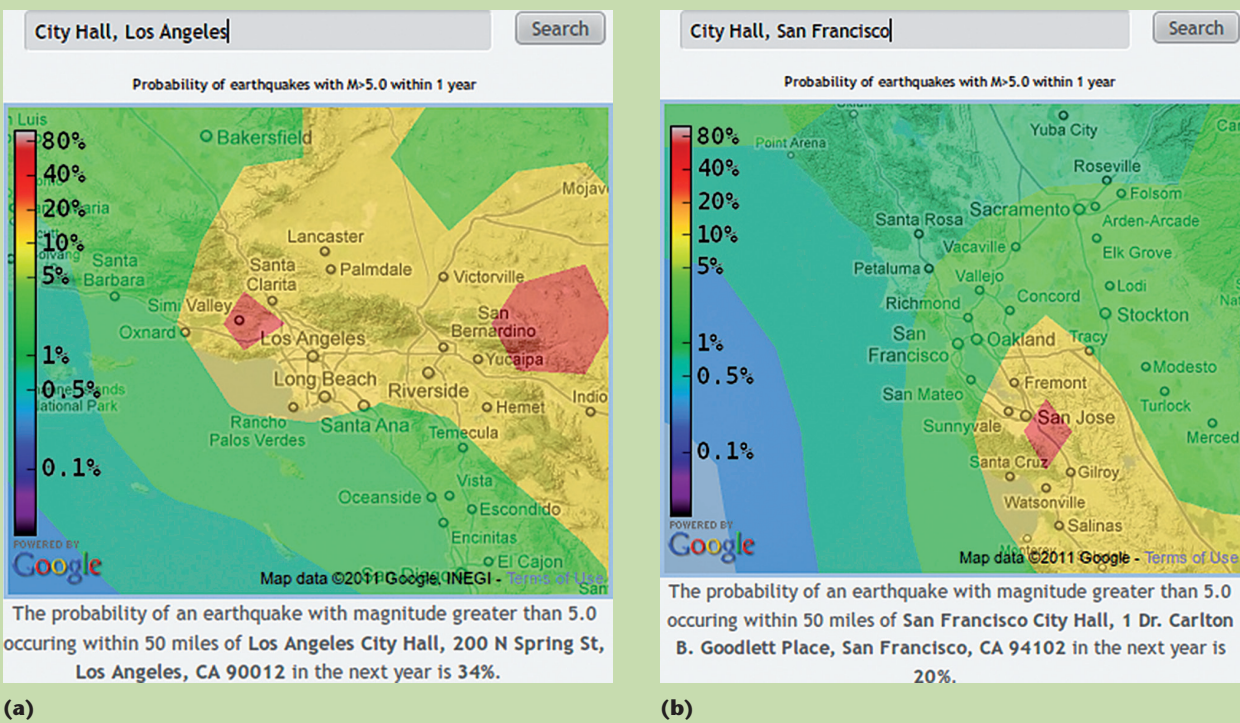 City Hall, Los Angeles
Search
Probability of earthquakes with M>5.0 within 1 year
Luis
80%
Bakersfield
40%
Mojav
20%
10%
Lancaster
Santa
Barbara
5%
Santa
Clarita
Palmdale
Victorville
Simi Valley
Oxnard
San
Bernardino
Los Angeles
1%
Yucaipa
Long Beach
Riverside
0.5%
National Park
Indio
Hemet
Rancho
Palos Verdes
Santa Ana
Temecula
0.1%
Vista
Oceanside
Escondido
Encinitas
POWERED BY
Google
El Cajon
San Diego
Map data ©2011 Google, INEGI - Terms of Use
San
The probability of an earthquake with magnitude greater than 5.0
occuring within 50 miles of Los Angeles City Hall, 200 N Spring St,
Los Angeles, CA 90012 in the next year is 34%.
(a)
City Hall, San Francisco
Search
Probability of earthquakes with M>5.0 within 1 year
80%
Yuba City
Point Arena
Car
40%
Roseville
20%
Folsom
Santa Rosa
Sacramento
Arden-Arcade
10%
Vacaville
Elk Grove
5%
Petaluma
Vallejo
Lodi
Richmond
Concord
Stockton
1%
San
Francisco
Oakland
Tracy
0.5%
Modesto
San Mateo
Fremont
Turlock
Sunnyvale
San Jose
Merced
0.1%
Santa Cruz
Gilroy
Watsonville
POWERED BY
Google
Salinas
Map data ©2011 Google - Terms of Use
The probability of an earthquake with magnitude greater than 5.0
occuring within 50 miles of San Francisco City Hall, 1 Dr. Carlton
B. Goodlett Place, San Francisco, CA 94102 in the next year is
20%.
(b)